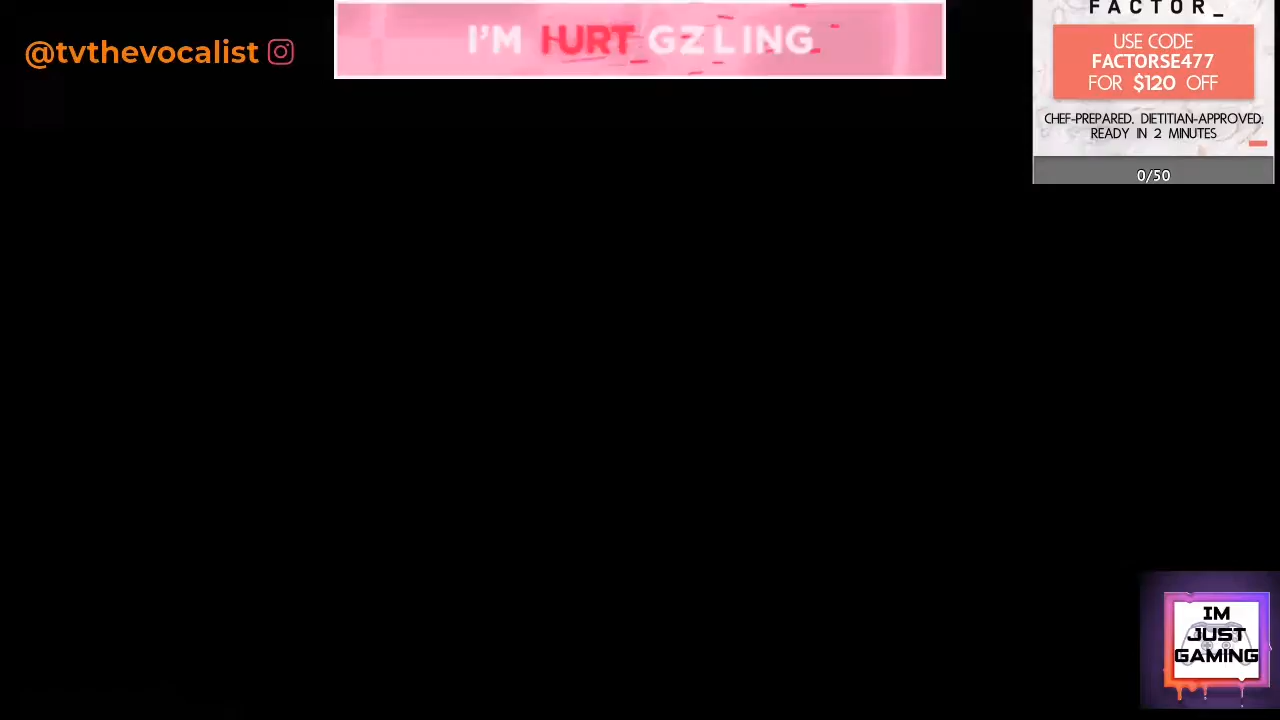 @tvthevocalist
I'M HURT GZLING
FACTOR_
USE CODE
FACTORSE477
FOR $120 OFF
CHEF-PREPARED. DIETITIAN-APPROVED.
READY IN 2 MINUTES
0/50
IM
JUST
GAMING